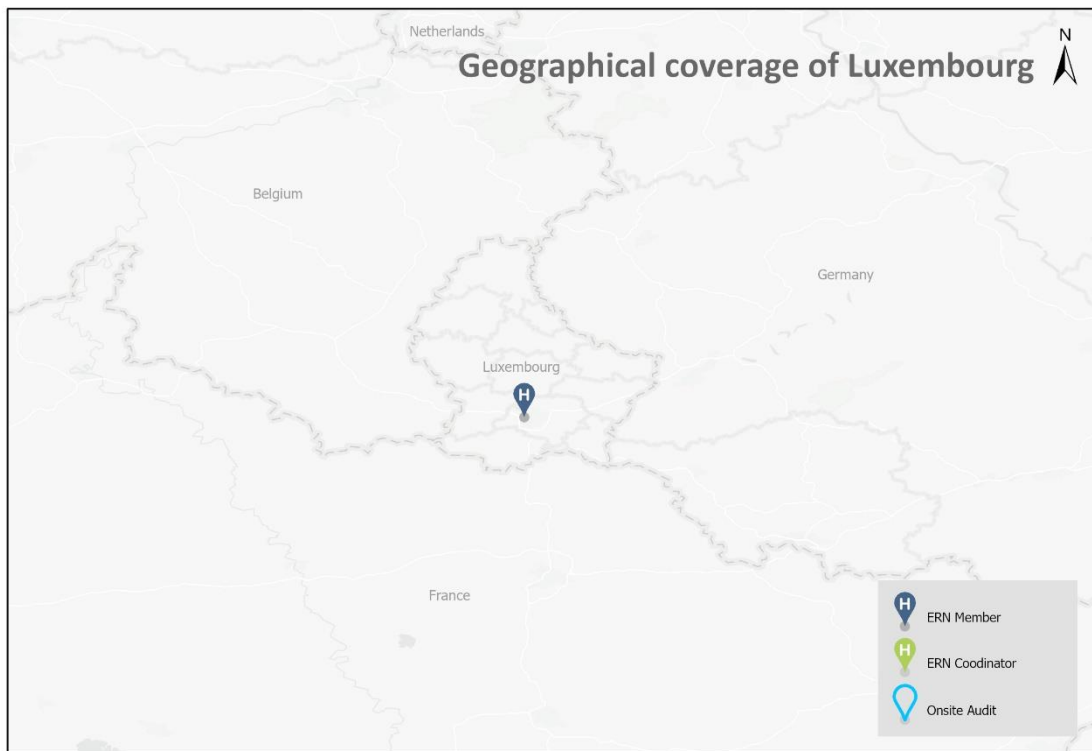 Netherlands
Geographical coverage of Luxembourg
N
Belgium
Germany
Luxembourg
H
France
H ERN Member
H ERN Coodinator
Onsite Audit